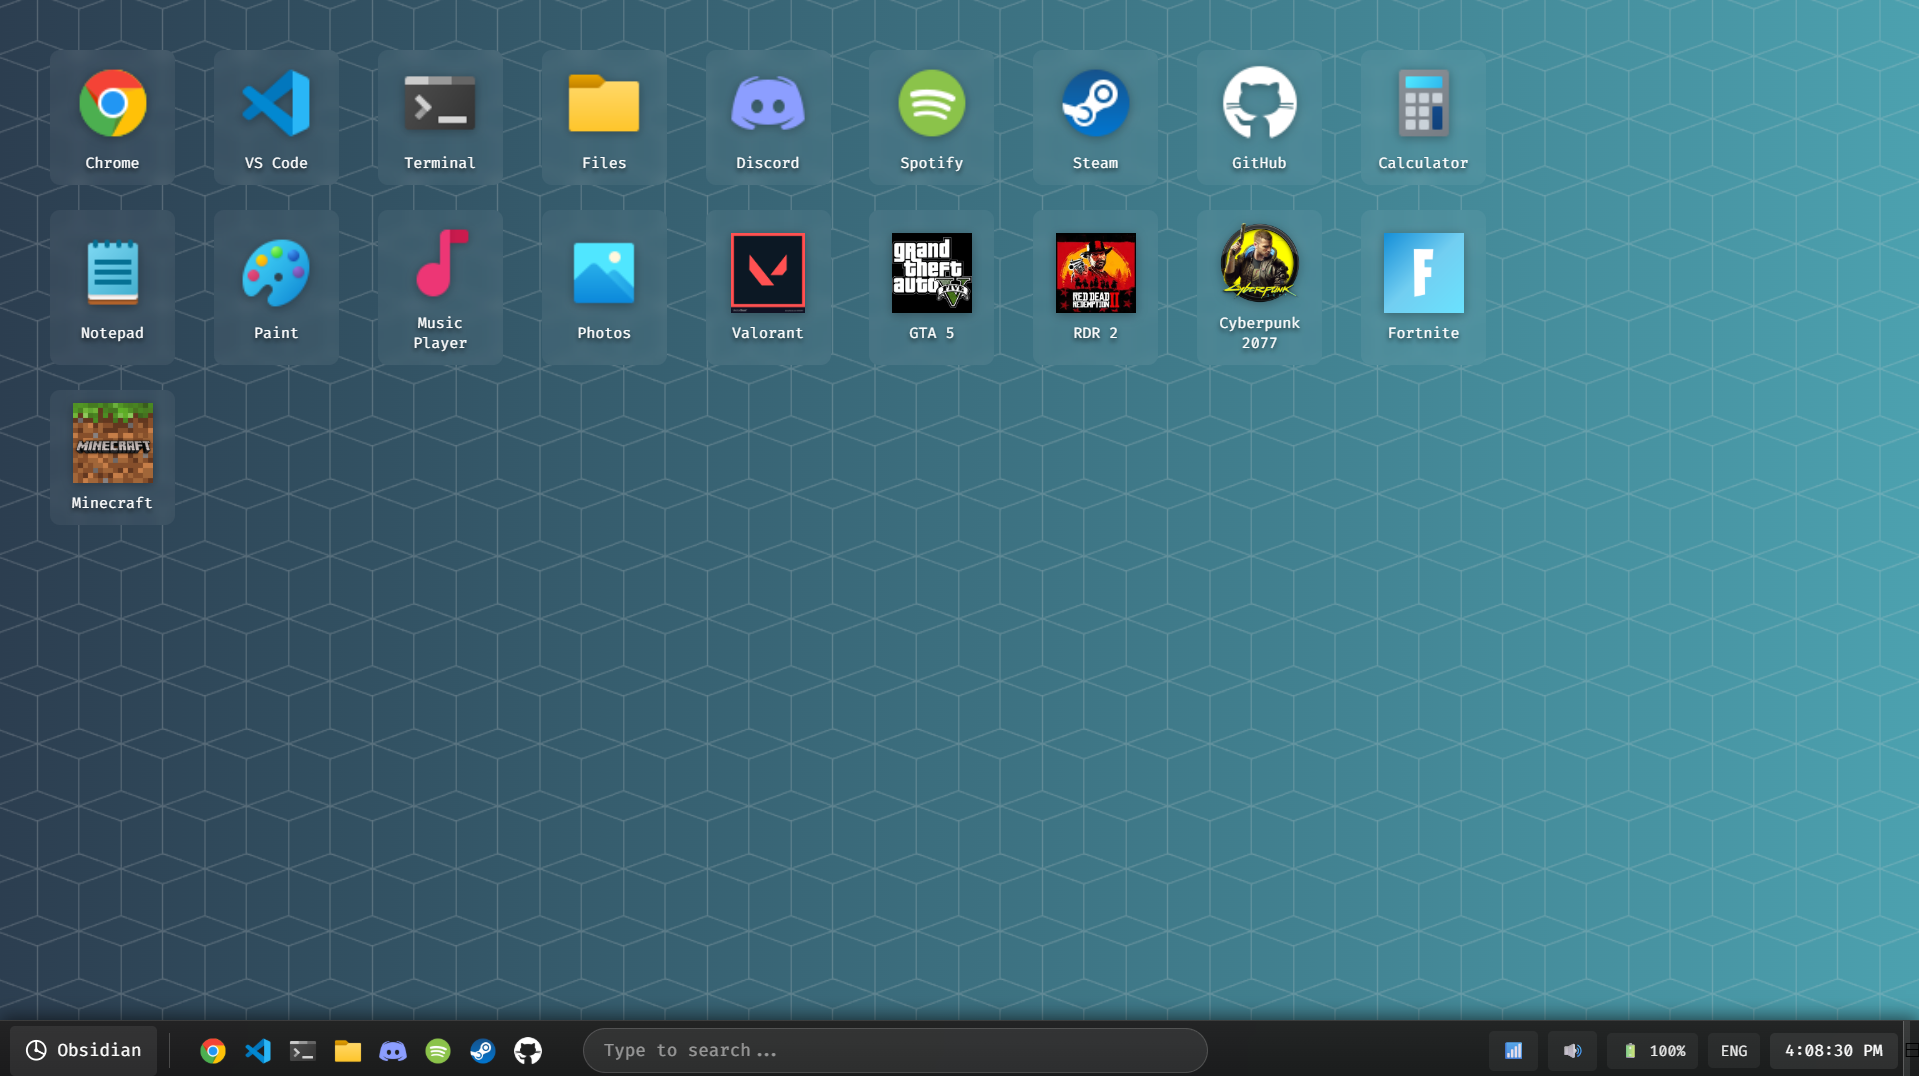 Chrome
VS Code
Terminal
Files
Discord
Spotify
Steam
GitHub
Calculator
grand
theft
auto
FIVE
RED DEAD
REDEMPTION II
Cyberpunk
F
Notepad
Paint
Music
Player
Photos
Valorant
GTA 5
RDR 2
Cyberpunk
2077
Fortnite
MINECRAFT
Minecraft
Obsidian
Type to search...
100%
ENG
4:08:30 PM